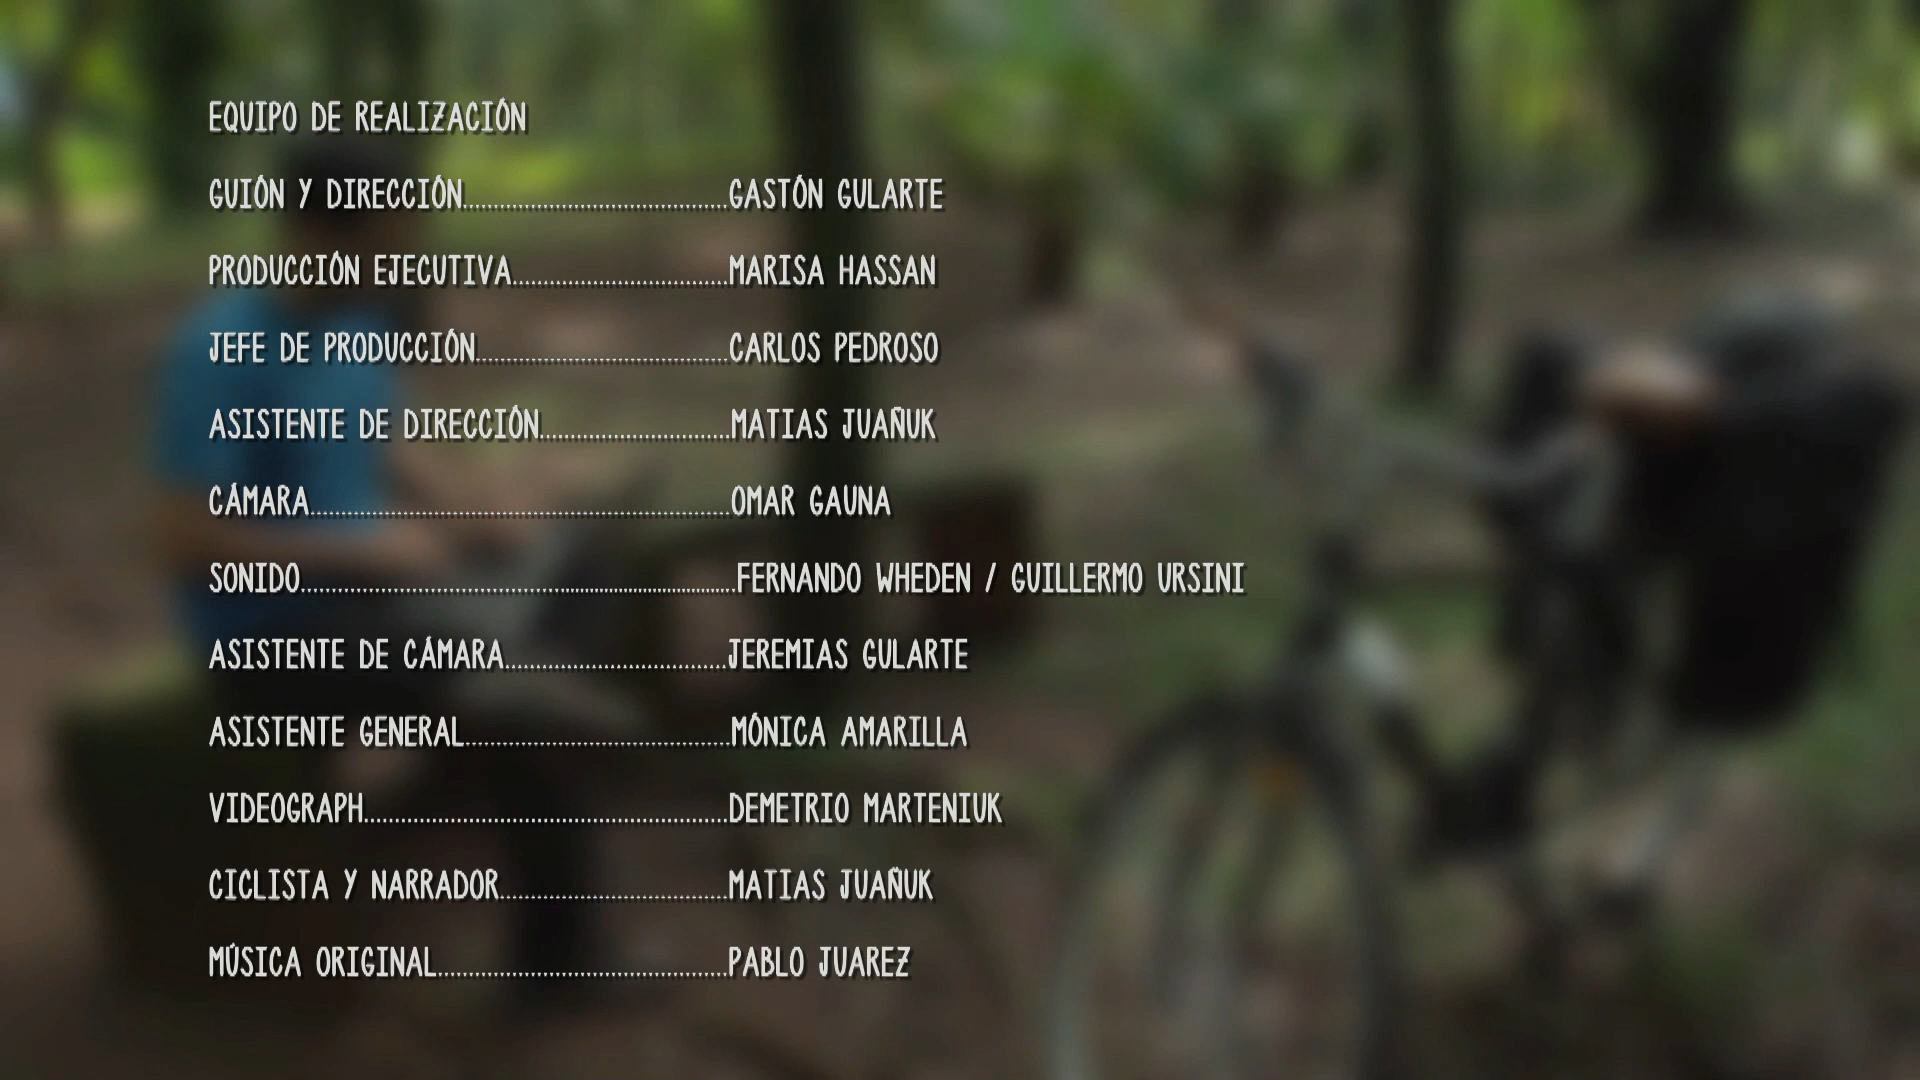 EQUIPO DE REALIZACIÓN
GUIÓN Y DIRECCIÓN............................................GASTÓN GULARTE
PRODUCCIÓN EJECUTIVA....................................MARISA HASSAN
JEFE DE PRODUCCIÓN..........................................CARLOS PEDROSO
ASISTENTE DE DIRECCIÓN................................MATIAS JUAÑUK
CÁMARA......................................................................OMAR GAUNA
SONIDO..........................................................................FERNANDO WHEDEN / GUILLERMO URSINI
ASISTENTE DE CÁMARA.....................................JEREMIAS GULARTE
ASISTENTE GENERAL............................................MÓNICA AMARILLA
VIDEOGRAPH.............................................................DEMETRIO MARTENIUK
CICLISTA Y NARRADOR......................................MATIAS JUAÑUK
MÚSICA ORIGINAL................................................PABLO JUAREZ